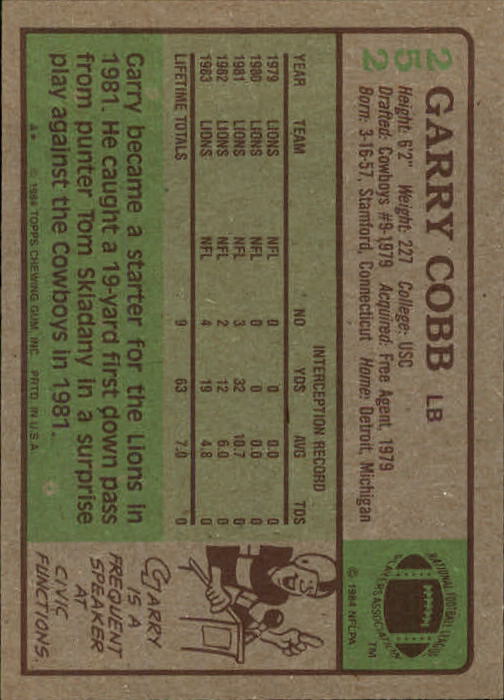 252
GARRY COBB LB
Height: 6'2" Weight: 227 College: USC
Drafted: Cowboys #9-1979 Acquired: Free Agent, 1979
Born: 3-16-57, Stamford, Connecticut Home: Detroit, Michigan
NATIONAL FOOTBALL LEAGUE
PLAYERS ASSOCIATION
TM
© 1984 NFLPA
INTERCEPTION RECORD
YEAR TEAM NO YDS AVG TDS
1979 LIONS NFL 0 0 0.0 0
1980 LIONS NFL 0 0 0.0 0
1981 LIONS NFL 3 32 10.7 0
1982 LIONS NFL 2 12 6.0 0
1983 LIONS NFL 4 19 4.8 0
LIFETIME TOTALS 9 63 7.0 0
Garry became a starter for the Lions in
1981. He caught a 19-yard first down pass
from punter Tom Skladany in a surprise
play against the Cowboys in 1981.
A* © 1984 TOPPS CHEWING GUM, INC. PRTD. IN U.S.A.
GARRY
IS A
FREQUENT
SPEAKER
AT
CIVIC
FUNCTIONS.